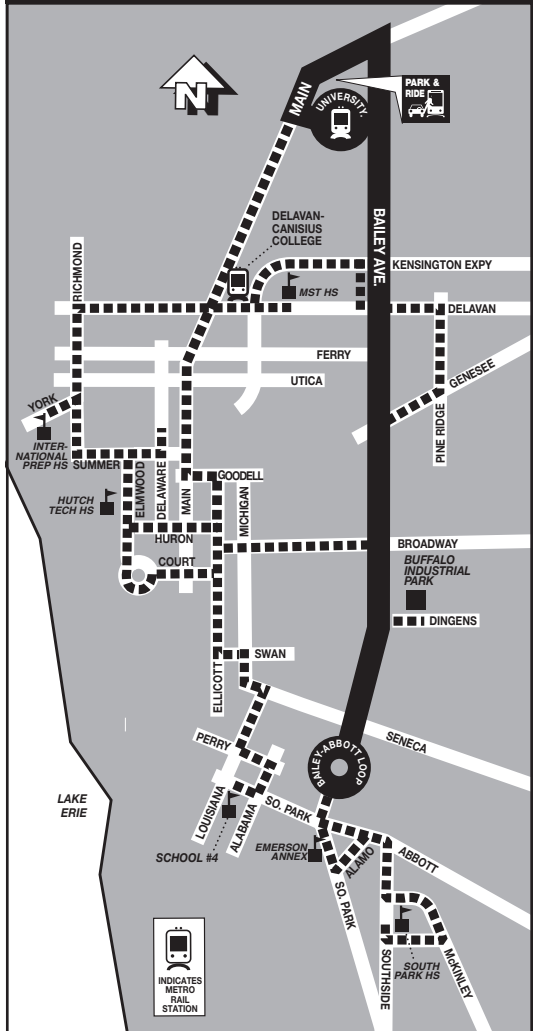 MAIN
UNIVERSITY
PARK &
RIDE
N
DELAVAN-
CANISIUS
COLLEGE
BAILEY AVE.
RICHMOND
KENSINGTON EXPY
MST HS
DELAVAN
FERRY
UTICA
GENESEE
PINE RIDGE
YORK
INTER-
NATIONAL
PREP HS
SUMMER
ELMWOOD
DELAWARE
MAIN
GOODELL
MICHIGAN
HUTCH
TECH HS
HURON
COURT
BROADWAY
BUFFALO
INDUSTRIAL
PARK
DINGENS
ELLICOTT
SWAN
SENECA
PERRY
BAILEY-ABBOTT LOOP
LAKE
ERIE
LOUISIANA
ALABAMA
SO. PARK
SCHOOL #4
EMERSON
ANNEX
ALAMO
ABBOTT
SO. PARK
SOUTHSIDE
SOUTH
PARK HS
McKINLEY
INDICATES
METRO
RAIL
STATION